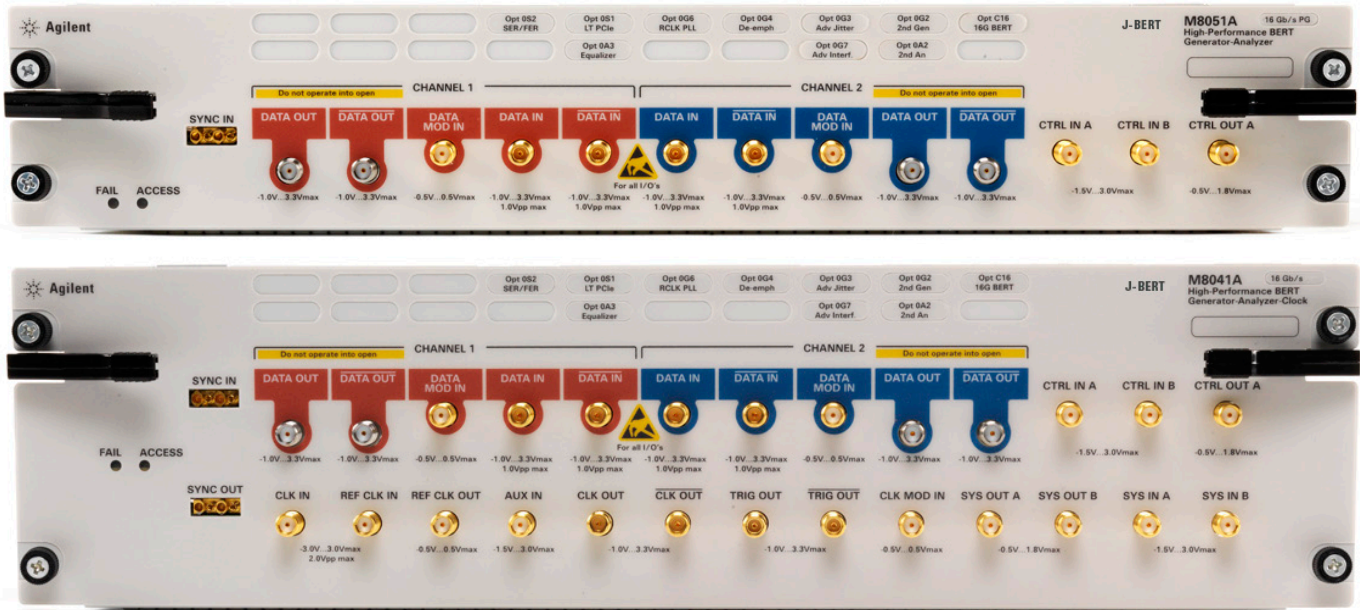 Agilent
Opt 0S2 Opt 0S1 Opt 0G6 Opt 0G4 Opt 0G3 Opt 0G2 Opt C16
SER/FER LT PCIe RCLK PLL De-emph Adv Jitter 2nd Gen 16G BERT
Opt 0A3 Opt 0G7 Opt 0A2
Equalizer Adv Interf. 2nd An
J-BERT
M8051A 16 Gb/s PG
High-Performance BERT
Generator-Analyzer
Do not operate into open CHANNEL 1 CHANNEL 2 Do not operate into open
SYNC IN
DATA OUT DATA OUT DATA MOD IN DATA IN DATA IN DATA IN DATA IN DATA MOD IN DATA OUT DATA OUT
CTRL IN A CTRL IN B CTRL OUT A
For all I/O's
FAIL ACCESS
-1.0V...3.3Vmax -1.0V...3.3Vmax -0.5V...0.5Vmax -1.0V...3.3Vmax -1.0V...3.3Vmax -1.0V...3.3Vmax -1.0V...3.3Vmax -0.5V...0.5Vmax -1.0V...3.3Vmax -1.0V...3.3Vmax
1.0Vpp max 1.0Vpp max 1.0Vpp max 1.0Vpp max
-1.5V...3.0Vmax -0.5V...1.8Vmax
Agilent
Opt 0S2 Opt 0S1 Opt 0G6 Opt 0G4 Opt 0G3 Opt 0G2 Opt C16
SER/FER LT PCIe RCLK PLL De-emph Adv Jitter 2nd Gen 16G BERT
Opt 0A3 Opt 0G7 Opt 0A2
Equalizer Adv Interf. 2nd An
J-BERT
M8041A 16 Gb/s
High-Performance BERT
Generator-Analyzer-Clock
Do not operate into open CHANNEL 1 CHANNEL 2 Do not operate into open
SYNC IN
DATA OUT DATA OUT DATA MOD IN DATA IN DATA IN DATA IN DATA IN DATA MOD IN DATA OUT DATA OUT
CTRL IN A CTRL IN B CTRL OUT A
For all I/O's
FAIL ACCESS
-1.0V...3.3Vmax -1.0V...3.3Vmax -0.5V...0.5Vmax -1.0V...3.3Vmax -1.0V...3.3Vmax -1.0V...3.3Vmax -1.0V...3.3Vmax -0.5V...0.5Vmax -1.0V...3.3Vmax -1.0V...3.3Vmax
1.0Vpp max 1.0Vpp max 1.0Vpp max 1.0Vpp max
-1.5V...3.0Vmax -0.5V...1.8Vmax
SYNC OUT
CLK IN REF CLK IN REF CLK OUT AUX IN CLK OUT CLK OUT TRIG OUT TRIG OUT CLK MOD IN SYS OUT A SYS OUT B SYS IN A SYS IN B
-3.0V...3.0Vmax -0.5V...0.5Vmax -1.5V...3.0Vmax -1.0V...3.3Vmax -1.0V...3.3Vmax -0.5V...0.5Vmax -0.5V...1.8Vmax -1.5V...3.0Vmax
2.0Vpp max